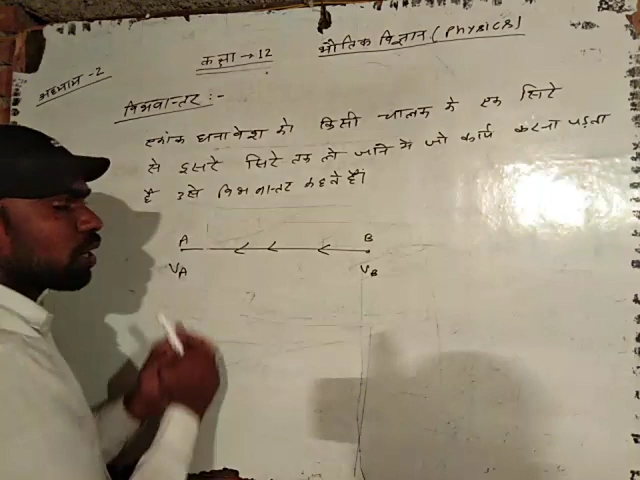 कक्षा → 12 भौतिक विज्ञान (PHYSICS)
अध्याय-2
विभवान्तर :-
एकांक धनावेश को किसी चालक के एक सिरे
से दूसरे सिरे तक ले जाने में जो कार्य करना पड़ता
है उसे विभवान्तर कहते हैं।
A B
VA VB